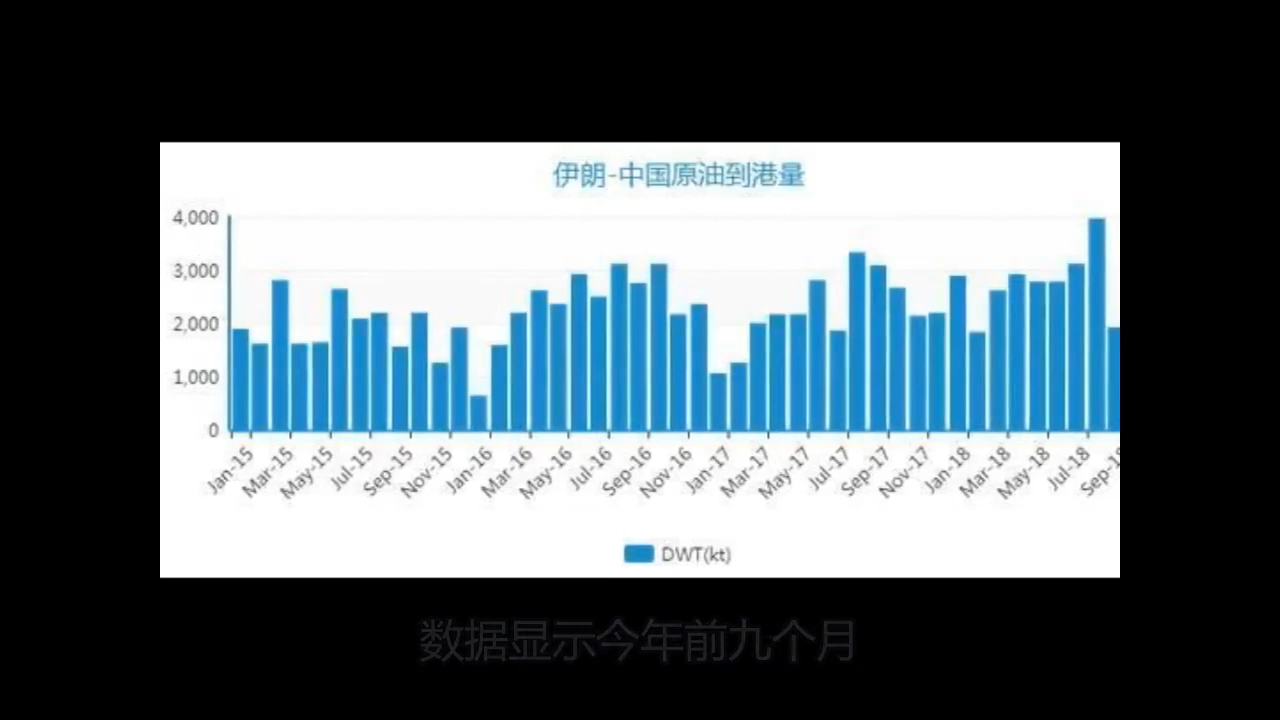 伊朗-中国原油到港量
4,000
3,000
2,000
1,000
0
Jan-15 Mar-15 May-15 Jul-15 Sep-15 Nov-15 Jan-16 Mar-16 May-16 Jul-16 Sep-16 Nov-16 Jan-17 Mar-17 May-17 Jul-17 Sep-17 Nov-17 Jan-18 Mar-18 May-18 Jul-18
DWT(kt)
数据显示今年前九个月